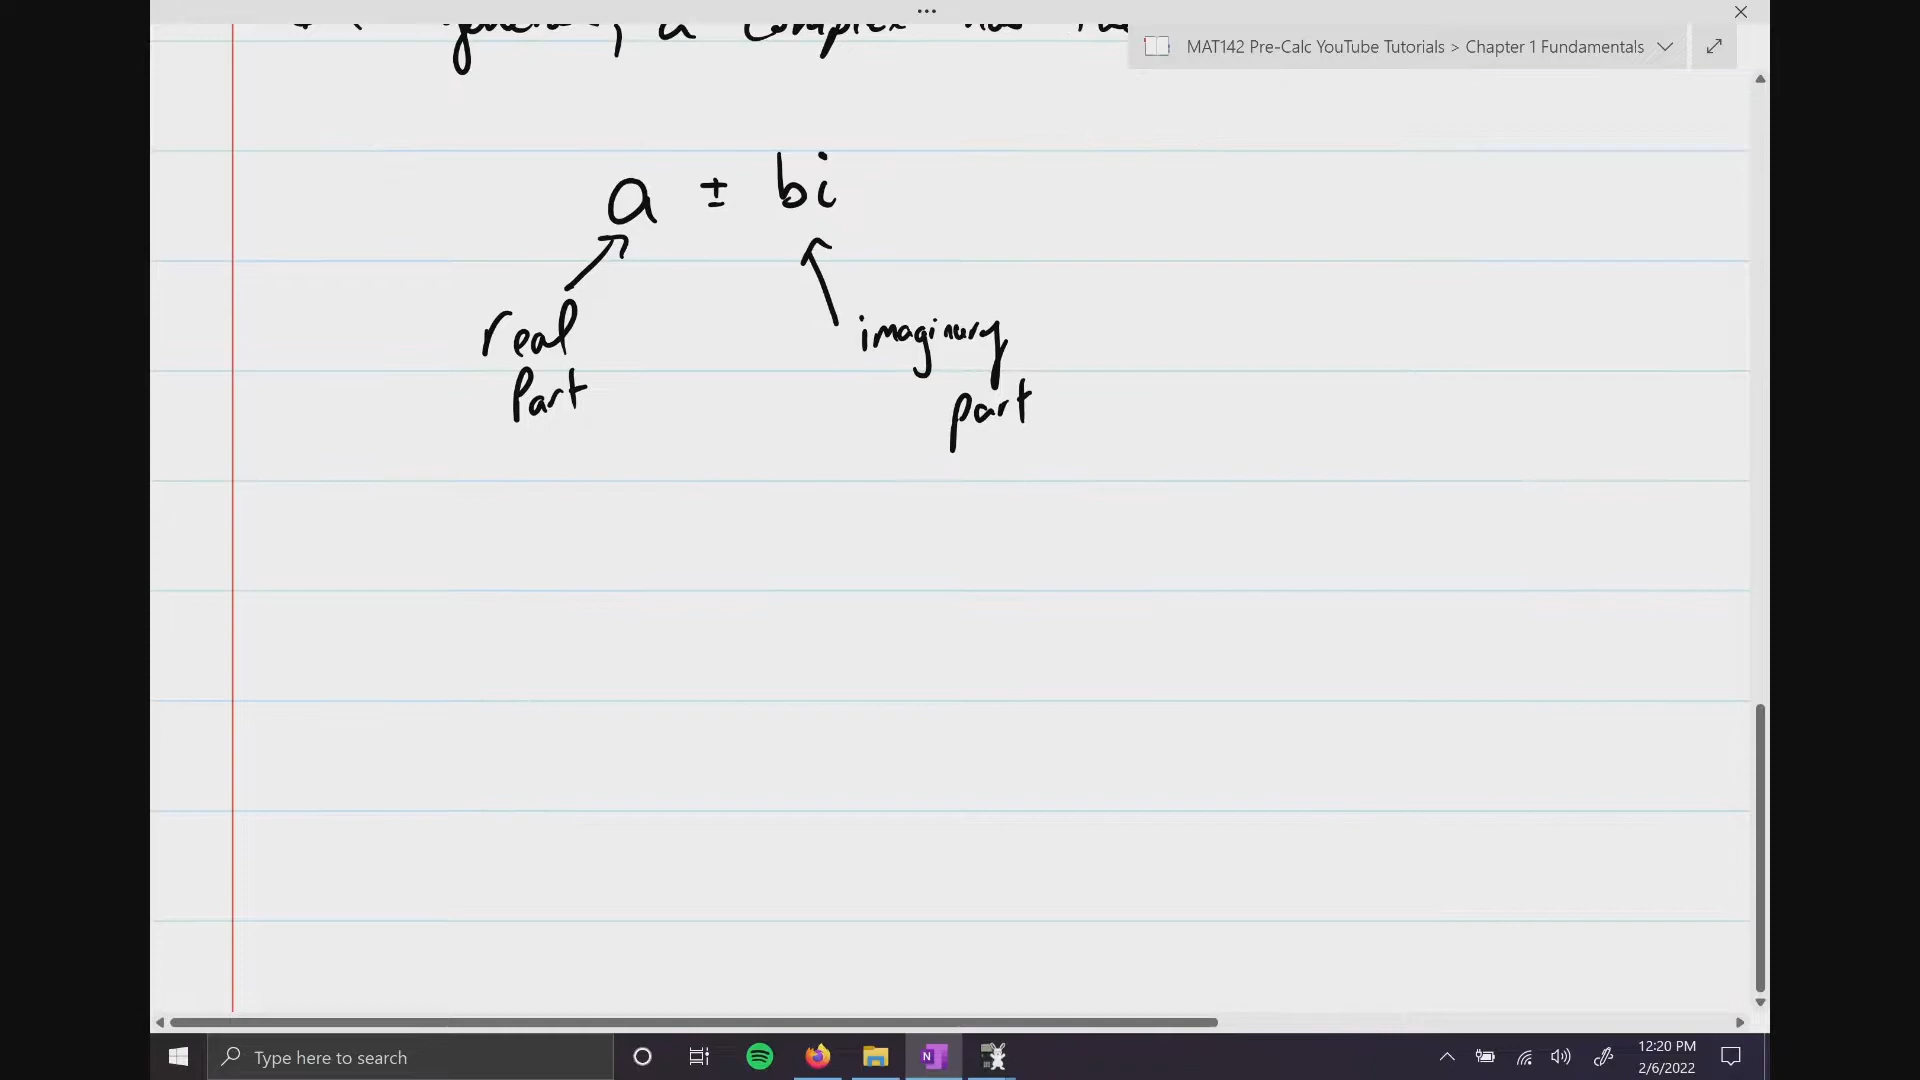 a complex
MAT142 Pre-Calc YouTube Tutorials > Chapter 1 Fundamentals
a ± bi
real
Part
imaginary
part
Type here to search
12:20 PM
2/6/2022